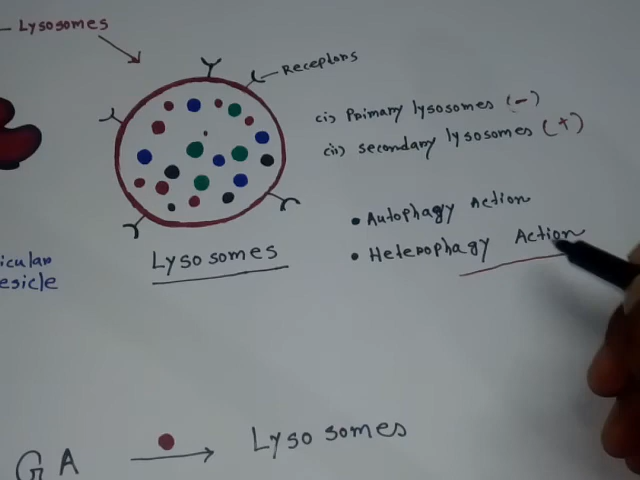 Lysosomes
Receptors
(i) Primary lysosomes (-)
(ii) secondary lysosomes (+)
• Autophagy Action
• Heterophagy Action
Lysosomes
icular
esicle
GA
Lysosomes